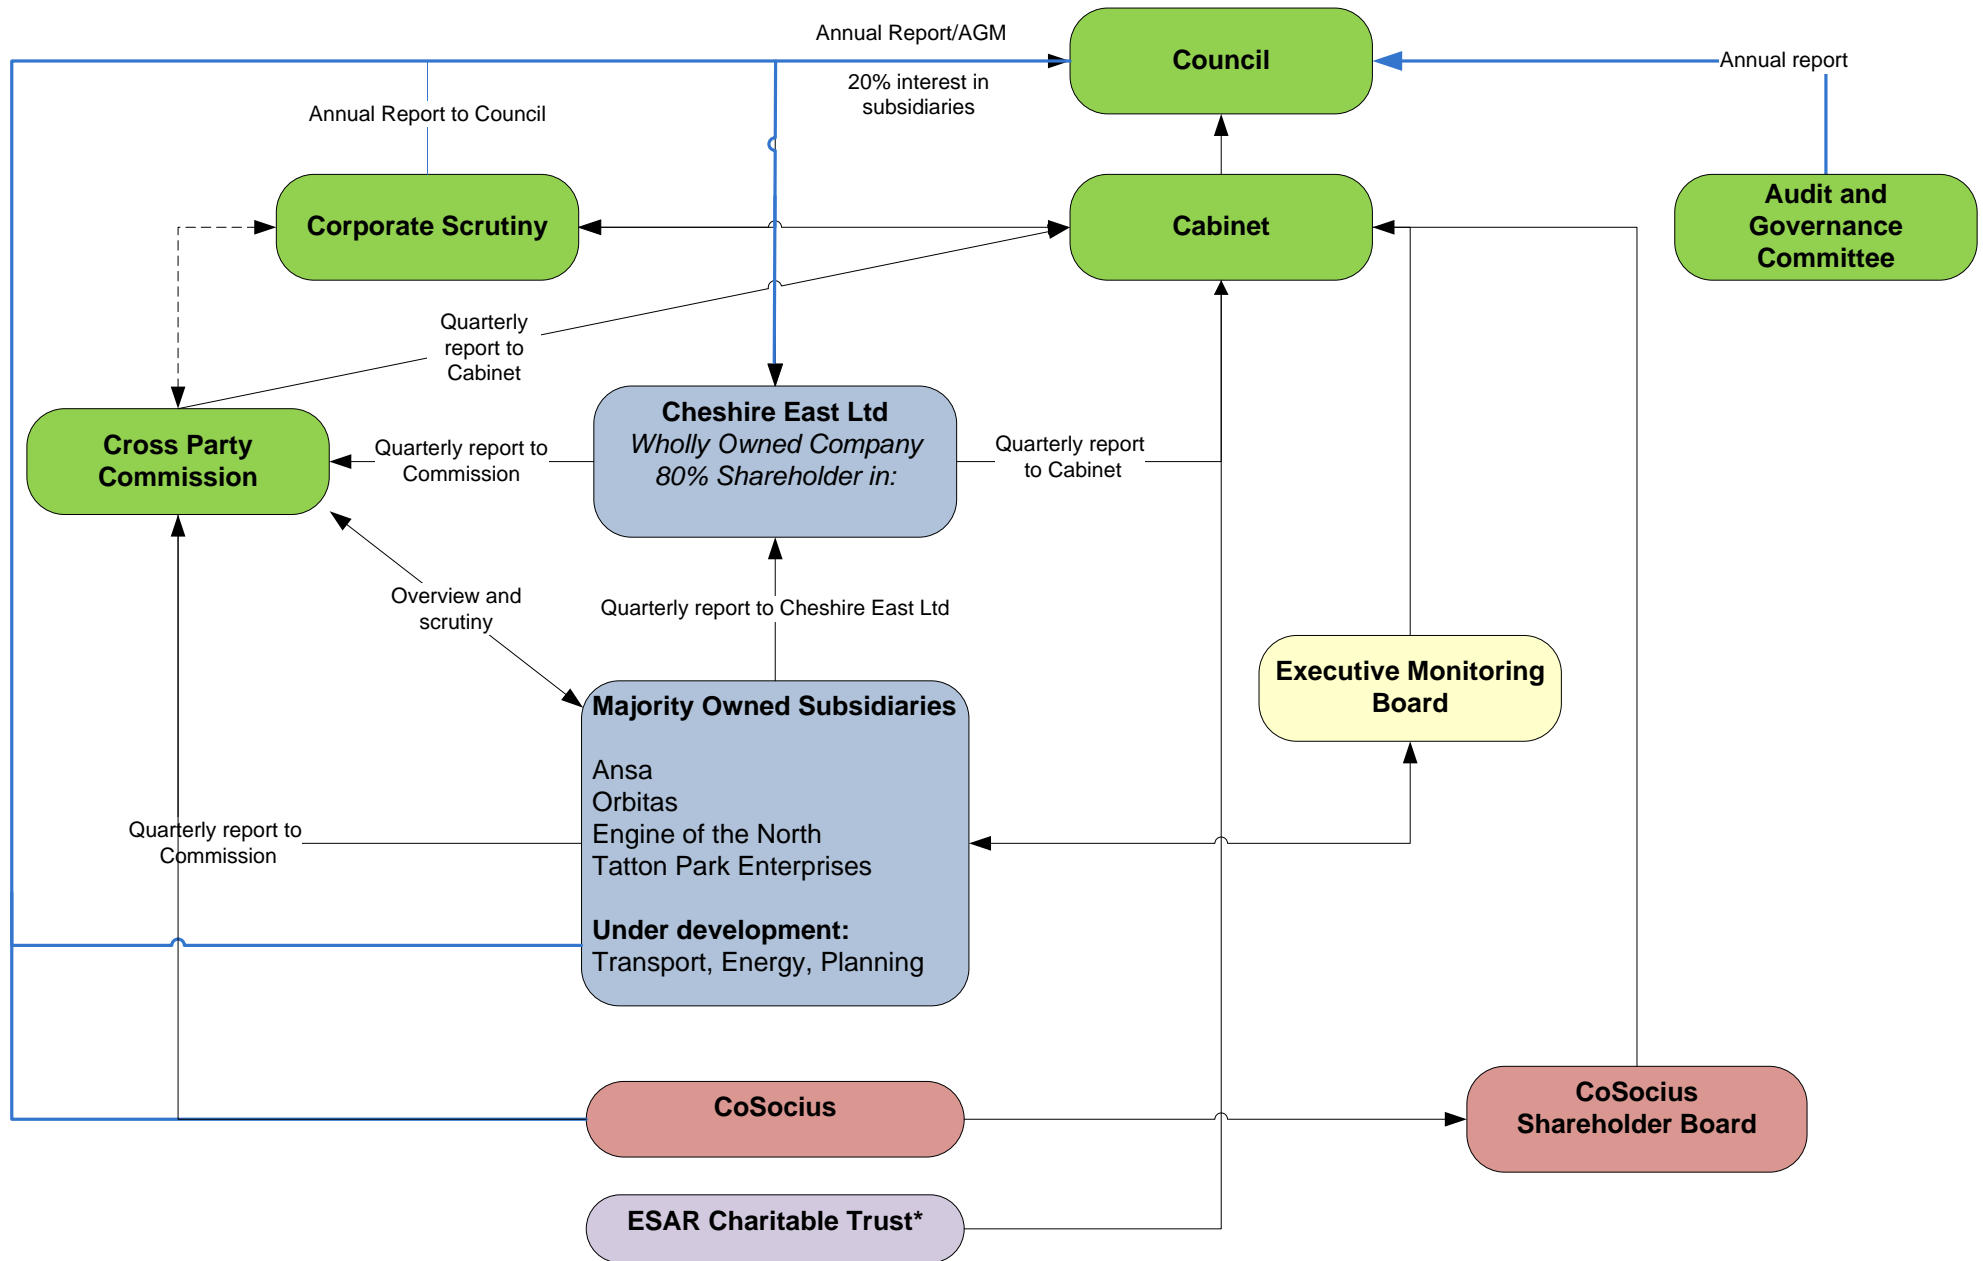 Annual Report/AGM
Council
Annual report
20% interest in
subsidiaries
Annual Report to Council
Corporate Scrutiny
Cabinet
Audit and
Governance
Committee
Quarterly
report to
Cabinet
Cheshire East Ltd
Wholly Owned Company
80% Shareholder in:
Cross Party
Commission
Quarterly report to
Commission
Quarterly report
to Cabinet
Overview and
scrutiny
Quarterly report to Cheshire East Ltd
Executive Monitoring
Board
Majority Owned Subsidiaries
Ansa
Orbitas
Engine of the North
Tatton Park Enterprises
Under development:
Transport, Energy, Planning
Quarterly report to
Commission
CoSocius
CoSocius
Shareholder Board
ESAR Charitable Trust*